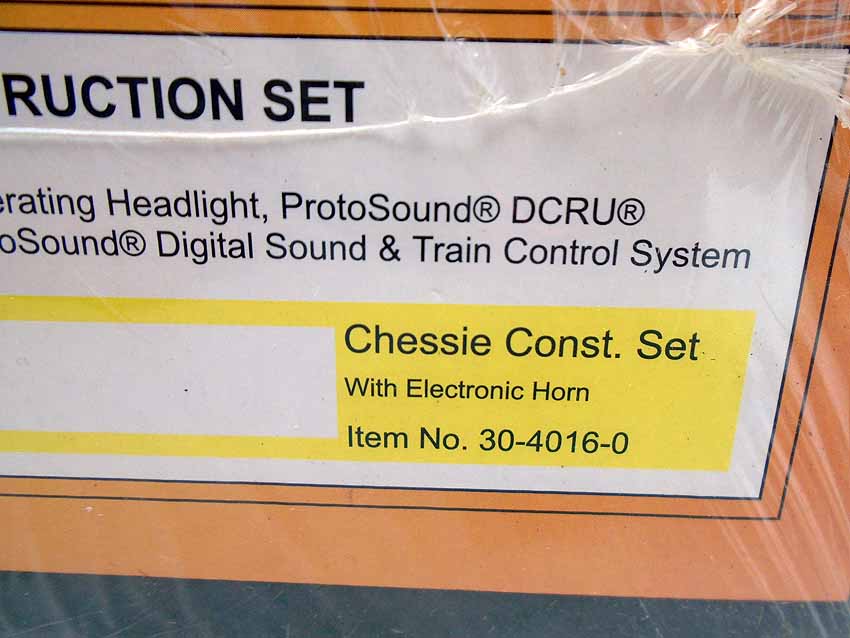 RUCTION SET
erating Headlight, ProtoSound® DCRU®
oSound® Digital Sound & Train Control System
Chessie Const. Set
With Electronic Horn
Item No. 30-4016-0